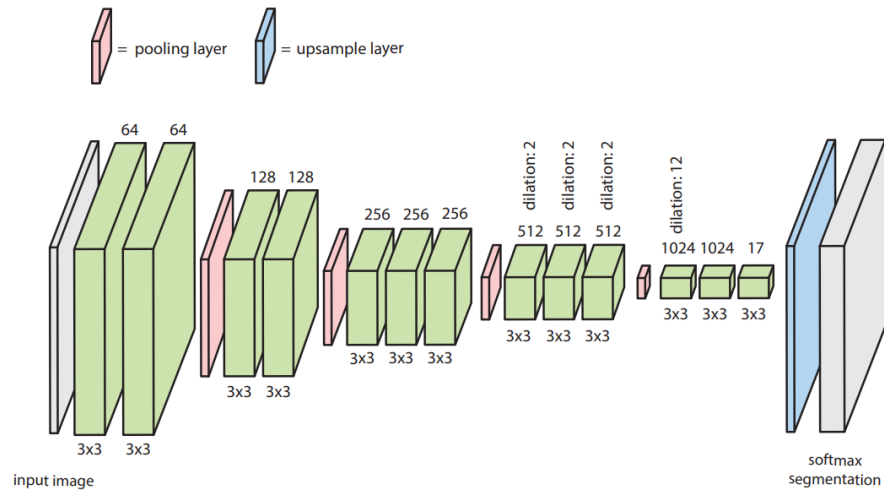 = pooling layer
= upsample layer
64
64
128
128
256
256
256
dilation: 2
dilation: 2
dilation: 2
512
512
512
dilation: 12
1024
1024
17
3x3
3x3
3x3
3x3
3x3
3x3
3x3
3x3
3x3
3x3
3x3
3x3
3x3
input image
softmax
segmentation